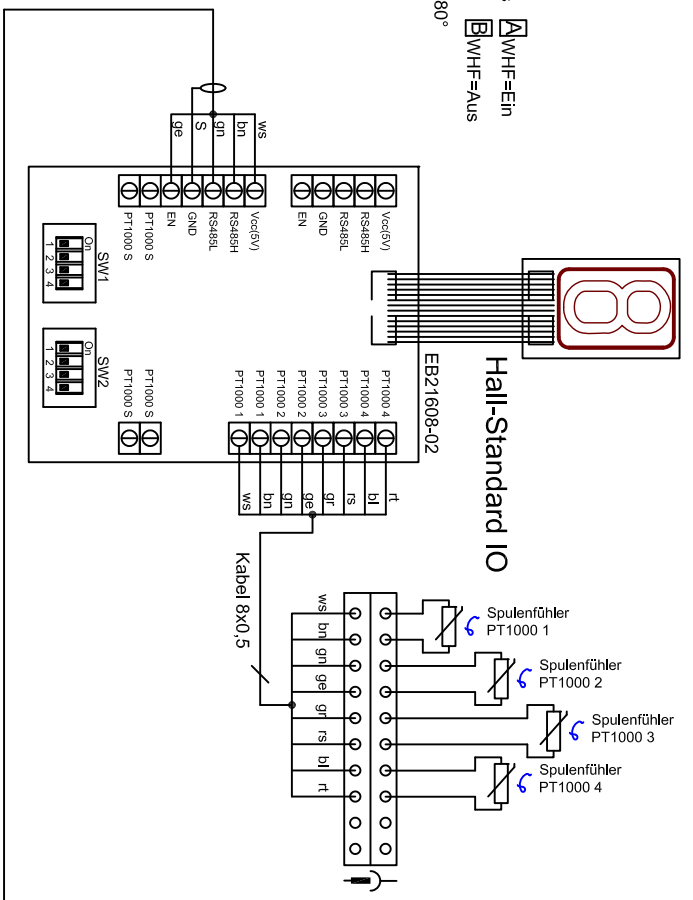 A WHF=Ein
B WHF=Aus
80°
Hall-Standard IO
EB21608-02
ws
bn
gn
S
ge
Vcc(5V)
RS485H
RS485L
GND
EN
PT1000 S
PT1000 S
Vcc(5V)
RS485H
RS485L
GND
EN
SW1
On
1 2 3 4
SW2
On
1 2 3 4
PT1000 S
PT1000 S
PT1000 4
PT1000 4
PT1000 3
PT1000 3
PT1000 2
PT1000 2
PT1000 1
PT1000 1
rt
bl
rs
gr
ge
gn
bn
ws
Kabel 8x0,5
ws
bn
gn
ge
gr
rs
bl
rt
Spulenfühler
PT1000 1
Spulenfühler
PT1000 2
Spulenfühler
PT1000 3
Spulenfühler
PT1000 4